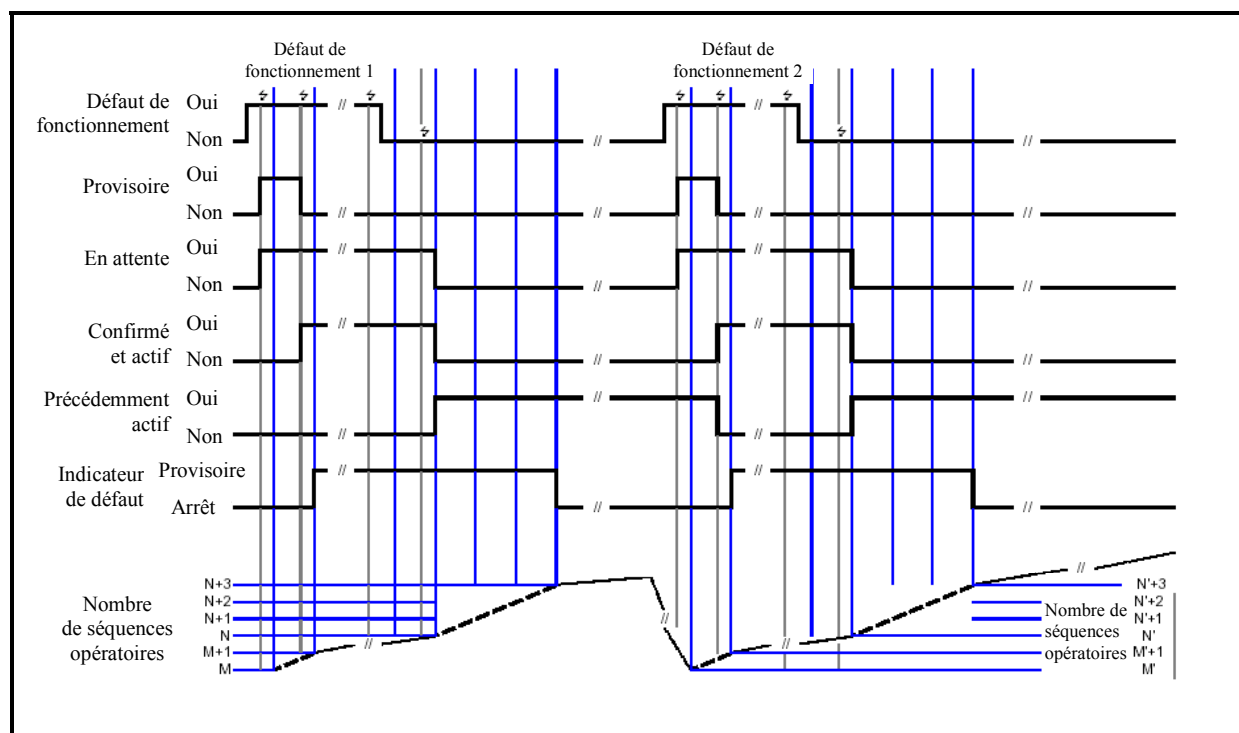 Défaut de
fonctionnement 1
Défaut de
fonctionnement 2
Défaut de
fonctionnement
Oui
Non
Provisoire
Oui
Non
En attente
Oui
Non
Confirmé
et actif
Oui
Non
Précédemment
actif
Oui
Non
Indicateur
de défaut
Provisoire
Arrêt
Nombre
de séquences
opératoires
N+3
N+2
N+1
N
M+1
M
Nombre de
séquences
opératoires
N'+3
N'+2
N'+1
N'
M'+1
M'